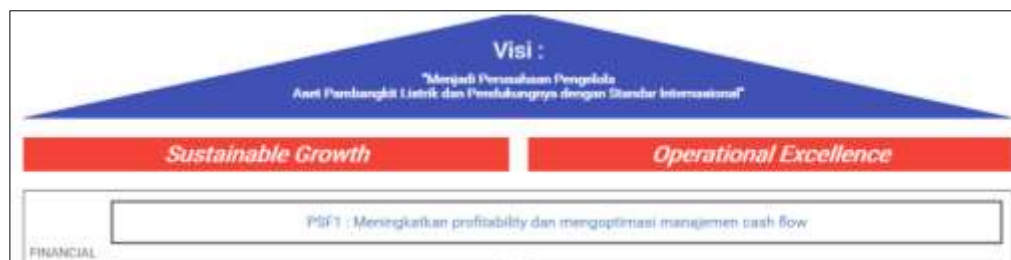 Visi :
"Menjadi Perusahaan Pengelola
Aset Pembangkit Listrik dan Pendukungnya dengan Standar Internasional"
Sustainable Growth
Operational Excellence
PSF1 : Meningkatkan profitability dan mengoptimasi manajemen cash flow
FINANCIAL